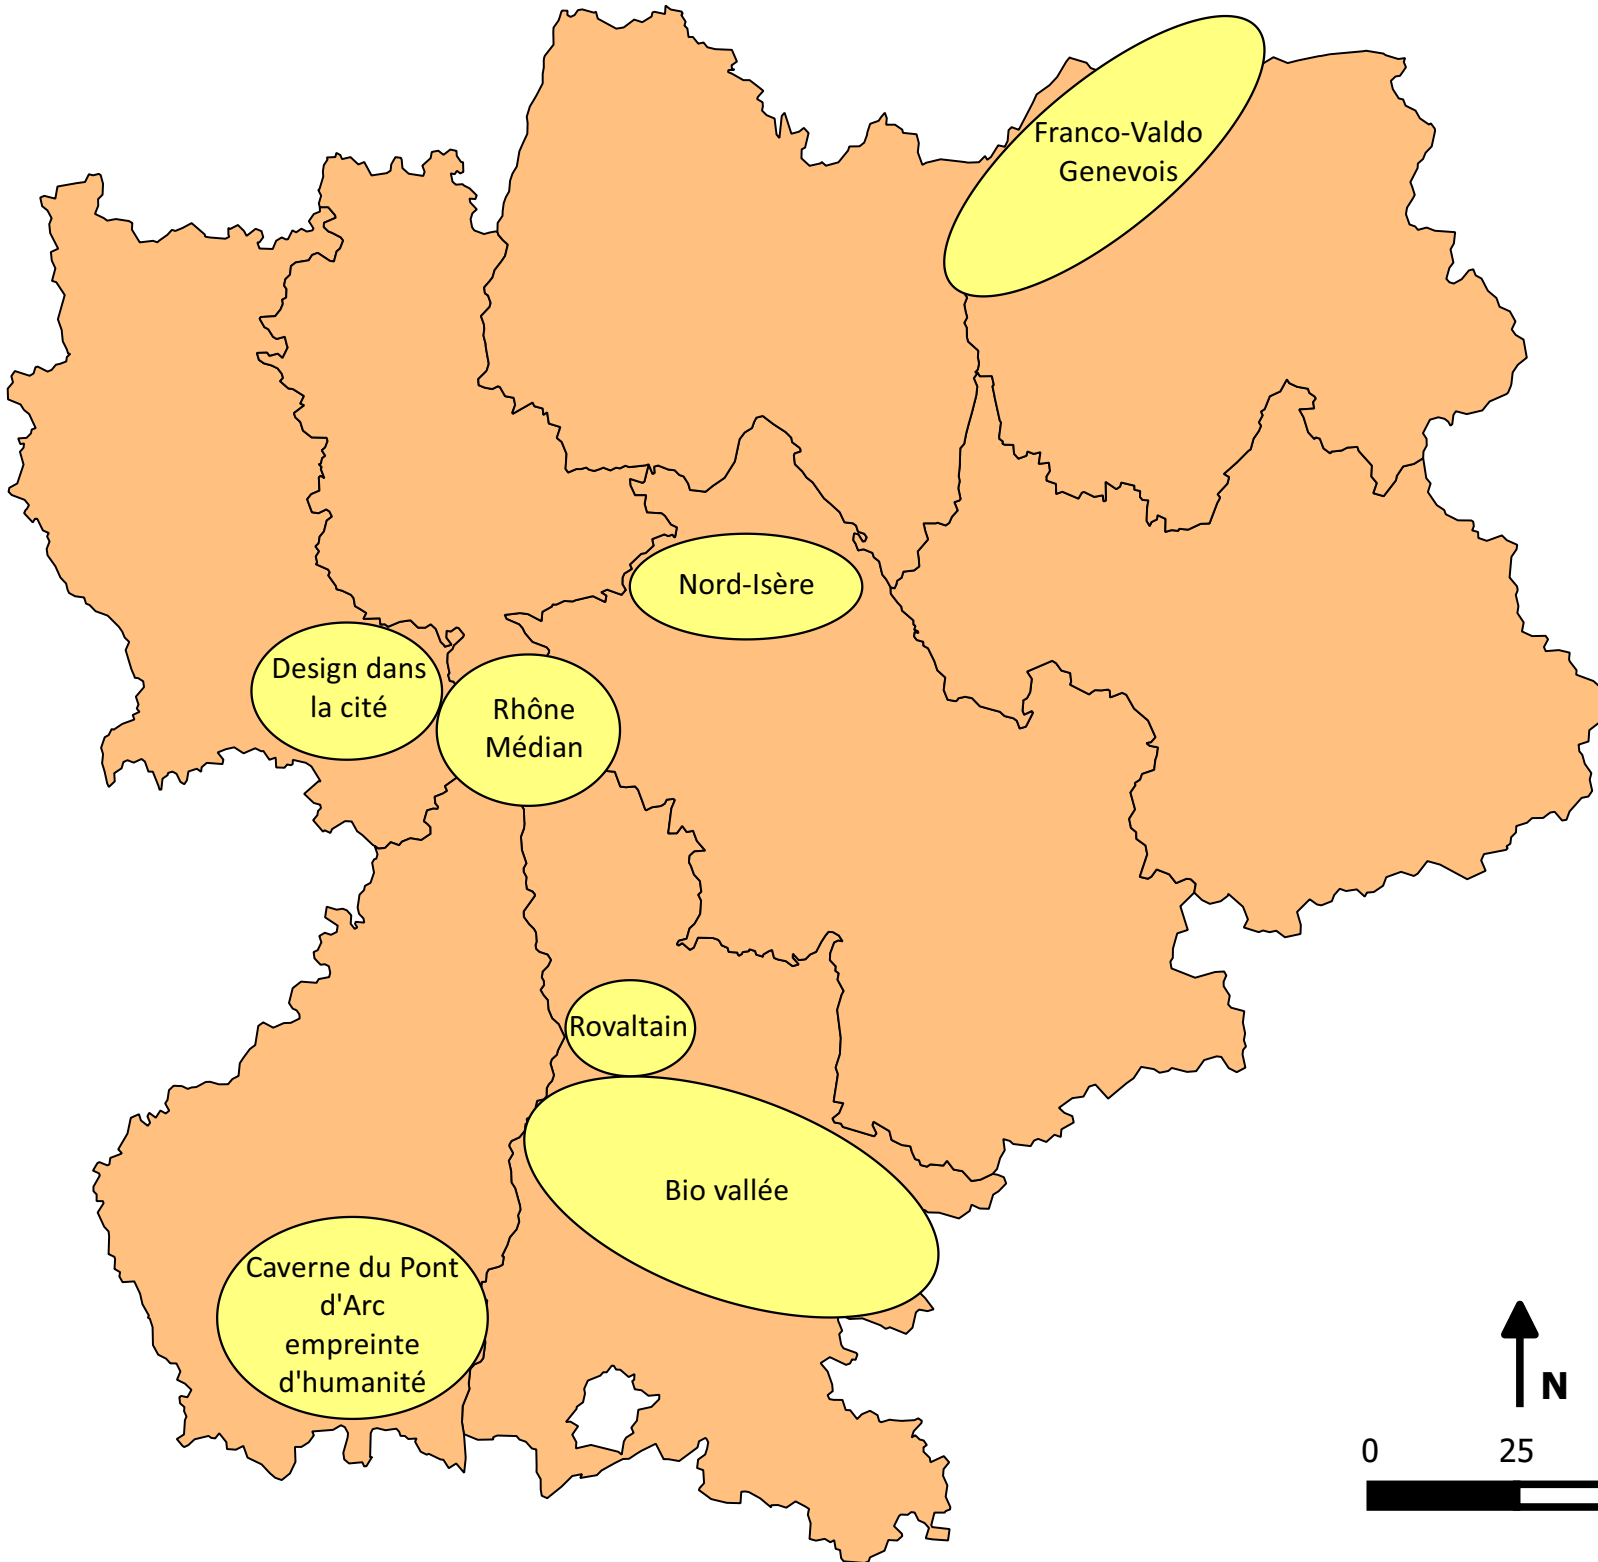 Franco-Valdo
Genevois
Nord-Isère
Design dans
la cité
Rhône
Médian
Rovaltain
Bio vallée
Caverne du Pont
d'Arc
empreinte
d'humanité
N
0 25